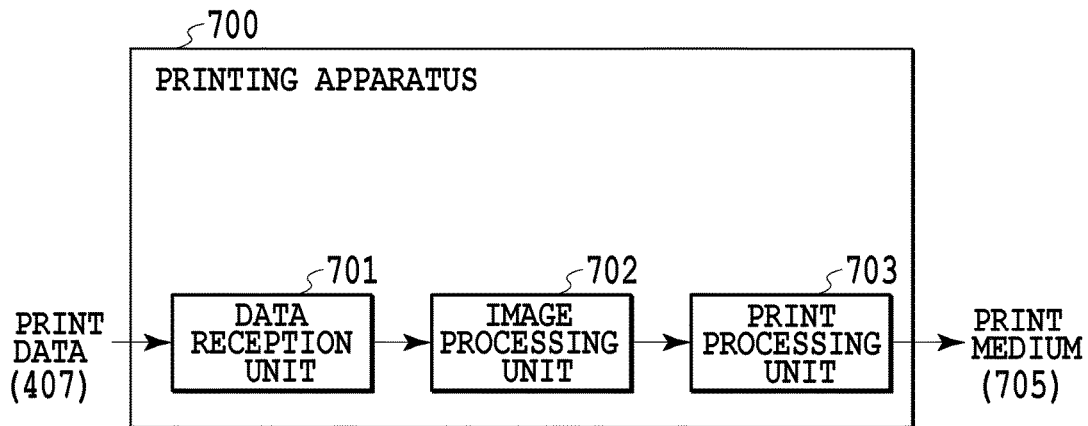 700
PRINTING APPARATUS
701
702
703
PRINT
DATA
(407)
DATA
RECEPTION
UNIT
IMAGE
PROCESSING
UNIT
PRINT
PROCESSING
UNIT
PRINT
MEDIUM
(705)